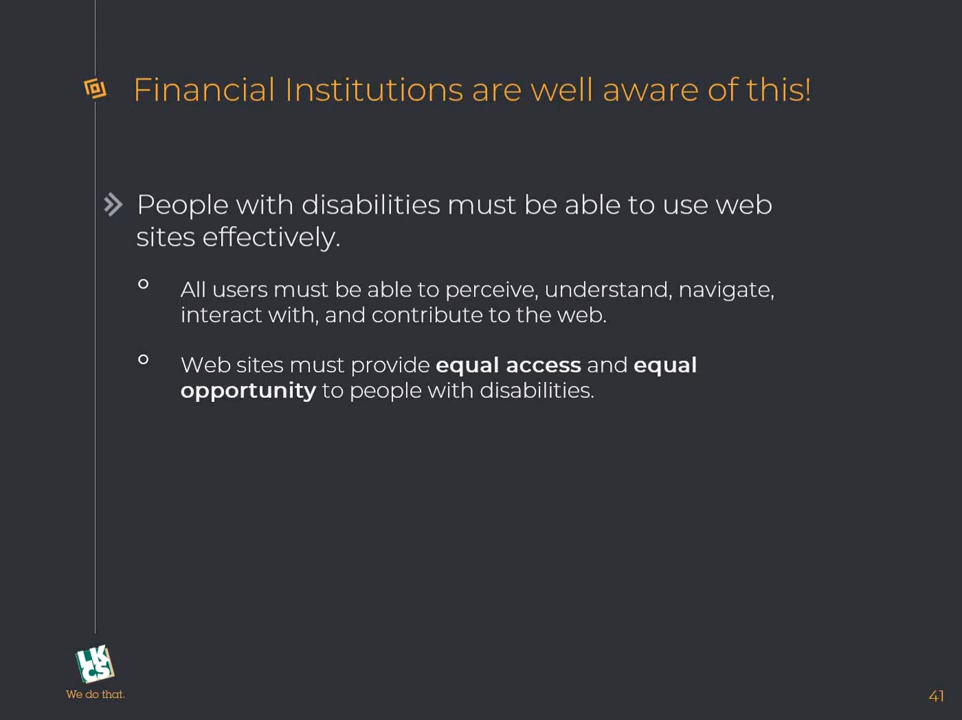 Financial Institutions are well aware of this!
People with disabilities must be able to use web
sites effectively.
All users must be able to perceive, understand, navigate,
interact with, and contribute to the web.
Web sites must provide equal access and equal
opportunity to people with disabilities.
LK
CS
We do that.
41